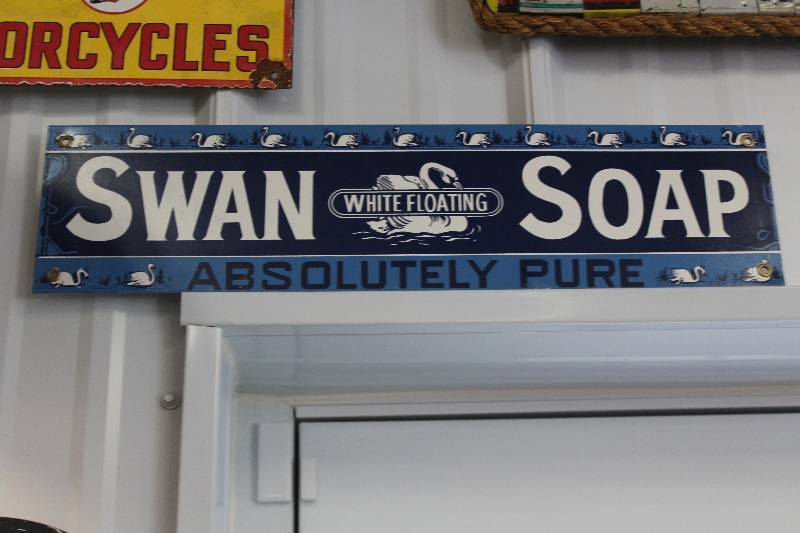 ORCYCLES
SWAN WHITE FLOATING SOAP
ABSOLUTELY PURE